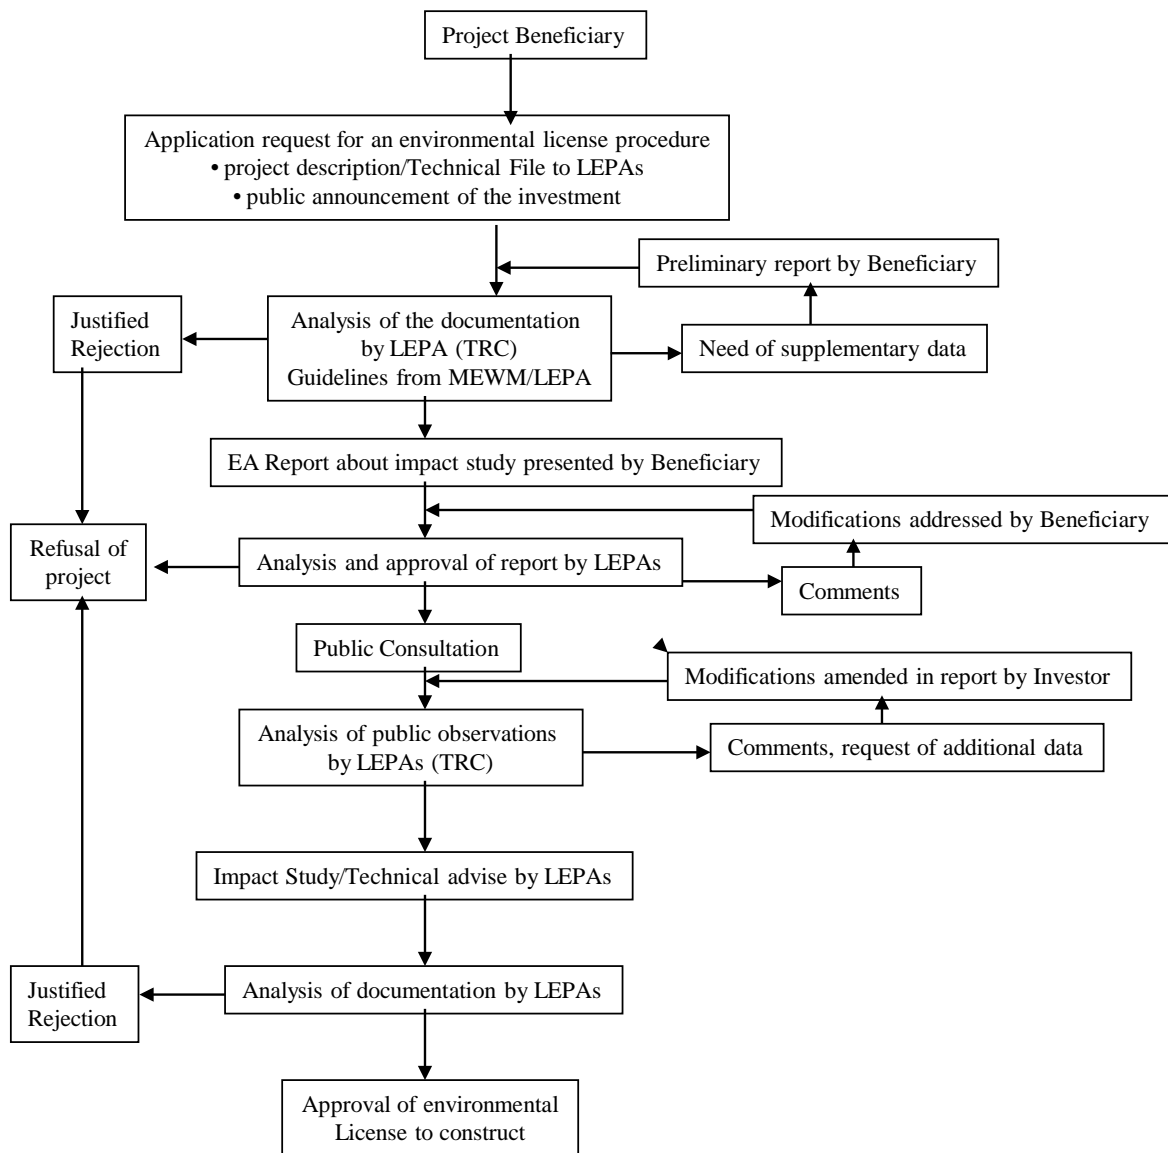 Project Beneficiary
Application request for an environmental license procedure
• project description/Technical File to LEPAs
• public announcement of the investment
Preliminary report by Beneficiary
Justified
Rejection
Analysis of the documentation
by LEPA (TRC)
Guidelines from MEWM/LEPA
Need of supplementary data
EA Report about impact study presented by Beneficiary
Modifications addressed by Beneficiary
Refusal of
project
Analysis and approval of report by LEPAs
Comments
Public Consultation
Modifications amended in report by Investor
Analysis of public observations
by LEPAs (TRC)
Comments, request of additional data
Impact Study/Technical advise by LEPAs
Justified
Rejection
Analysis of documentation by LEPAs
Approval of environmental
License to construct